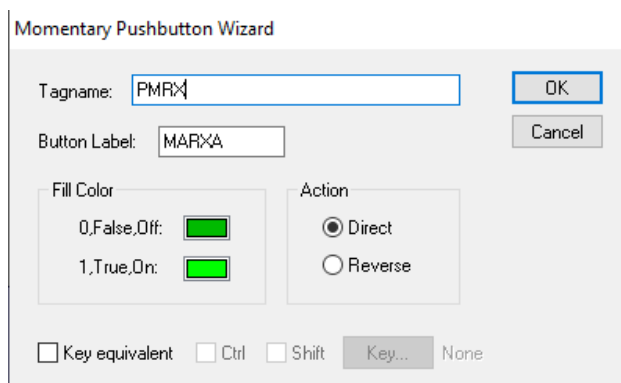 Momentary Pushbutton Wizard
Tagname: PMRX OK
Button Label: MARXA Cancel
Fill Color Action
0,False,Off: Direct
1,True,On: Reverse
Key equivalent Ctrl Shift Key... None